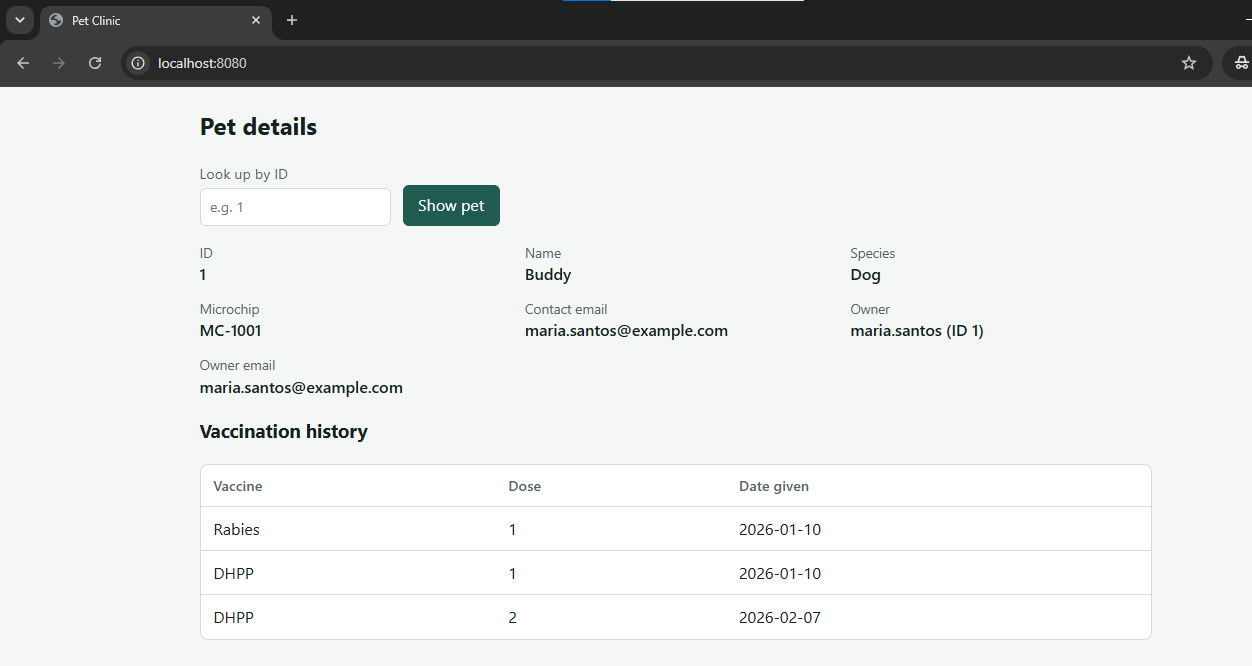 Pet Clinic
localhost:8080
Pet details
Look up by ID
e.g. 1
Show pet
ID Name Species
1 Buddy Dog
Microchip Contact email Owner
MC-1001 maria.santos@example.com maria.santos (ID 1)
Owner email
maria.santos@example.com
Vaccination history
Vaccine Dose Date given
Rabies 1 2026-01-10
DHPP 1 2026-01-10
DHPP 2 2026-02-07